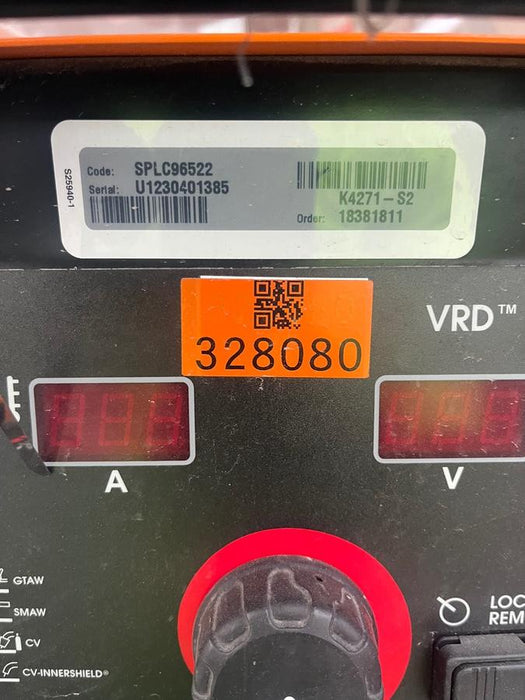 S25940-1
Code: SPLC96522
Serial: U1230401385
K4271-S2
Order: 18381811
328080
VRD™
A
V
GTAW
SMAW
CV
CV-INNERSHIELD®